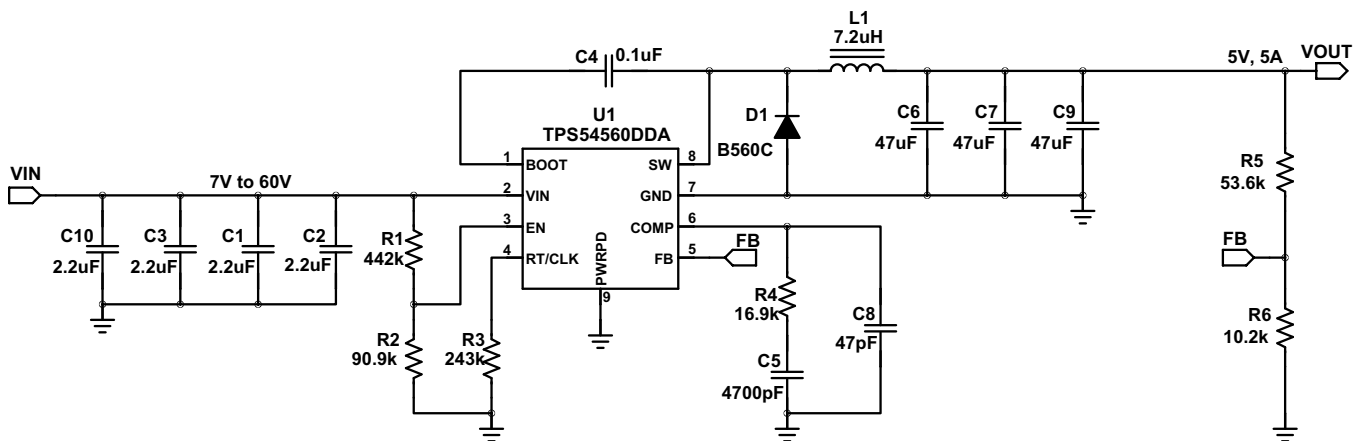 L1
7.2uH
C4
0.1uF
5V, 5A
VOUT
U1
TPS54560DDA
D1
B560C
C6
47uF
C7
47uF
C9
47uF
1
BOOT
SW
8
VIN
7V to 60V
2
VIN
GND
7
3
EN
COMP
6
4
RT/CLK
FB
5
FB
PWRPD
9
C10
2.2uF
C3
2.2uF
C1
2.2uF
C2
2.2uF
R1
442k
R2
90.9k
R3
243k
R4
16.9k
C5
4700pF
C8
47pF
R5
53.6k
FB
R6
10.2k